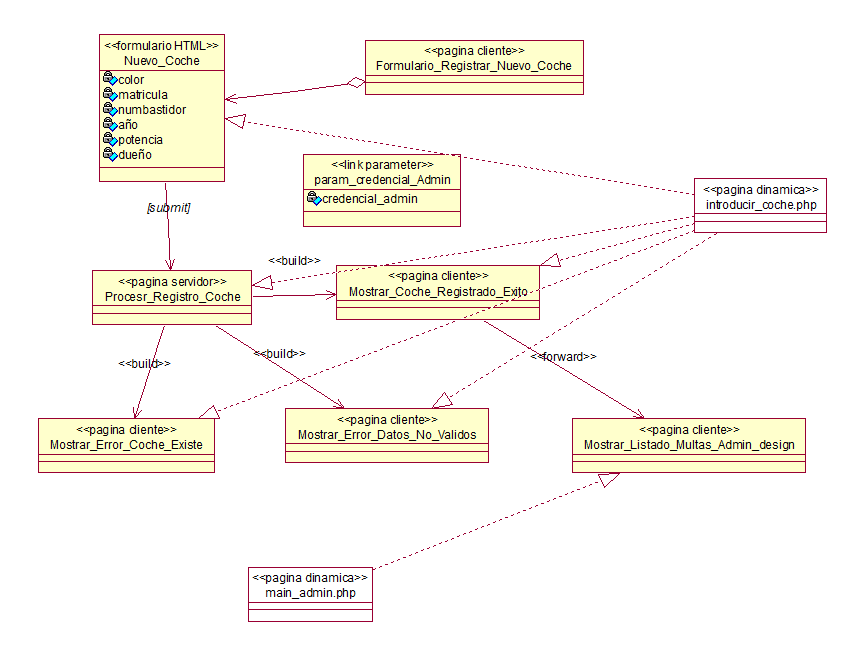 <<formulario HTML>>
Nuevo_Coche
color
matricula
numbastidor
año
potencia
dueño
<<pagina cliente>>
Formulario_Registrar_Nuevo_Coche
<<link parameter>>
param_credencial_Admin
credencial_admin
<<pagina dinamica>>
introducir_coche.php
[submit]
<<build>>
<<pagina servidor>>
Procesr_Registro_Coche
<<pagina cliente>>
Mostrar_Coche_Registrado_Exito
<<build>>
<<build>>
<<forward>>
<<pagina cliente>>
Mostrar_Error_Coche_Existe
<<pagina cliente>>
Mostrar_Error_Datos_No_Validos
<<pagina cliente>>
Mostrar_Listado_Multas_Admin_design
<<pagina dinamica>>
main_admin.php